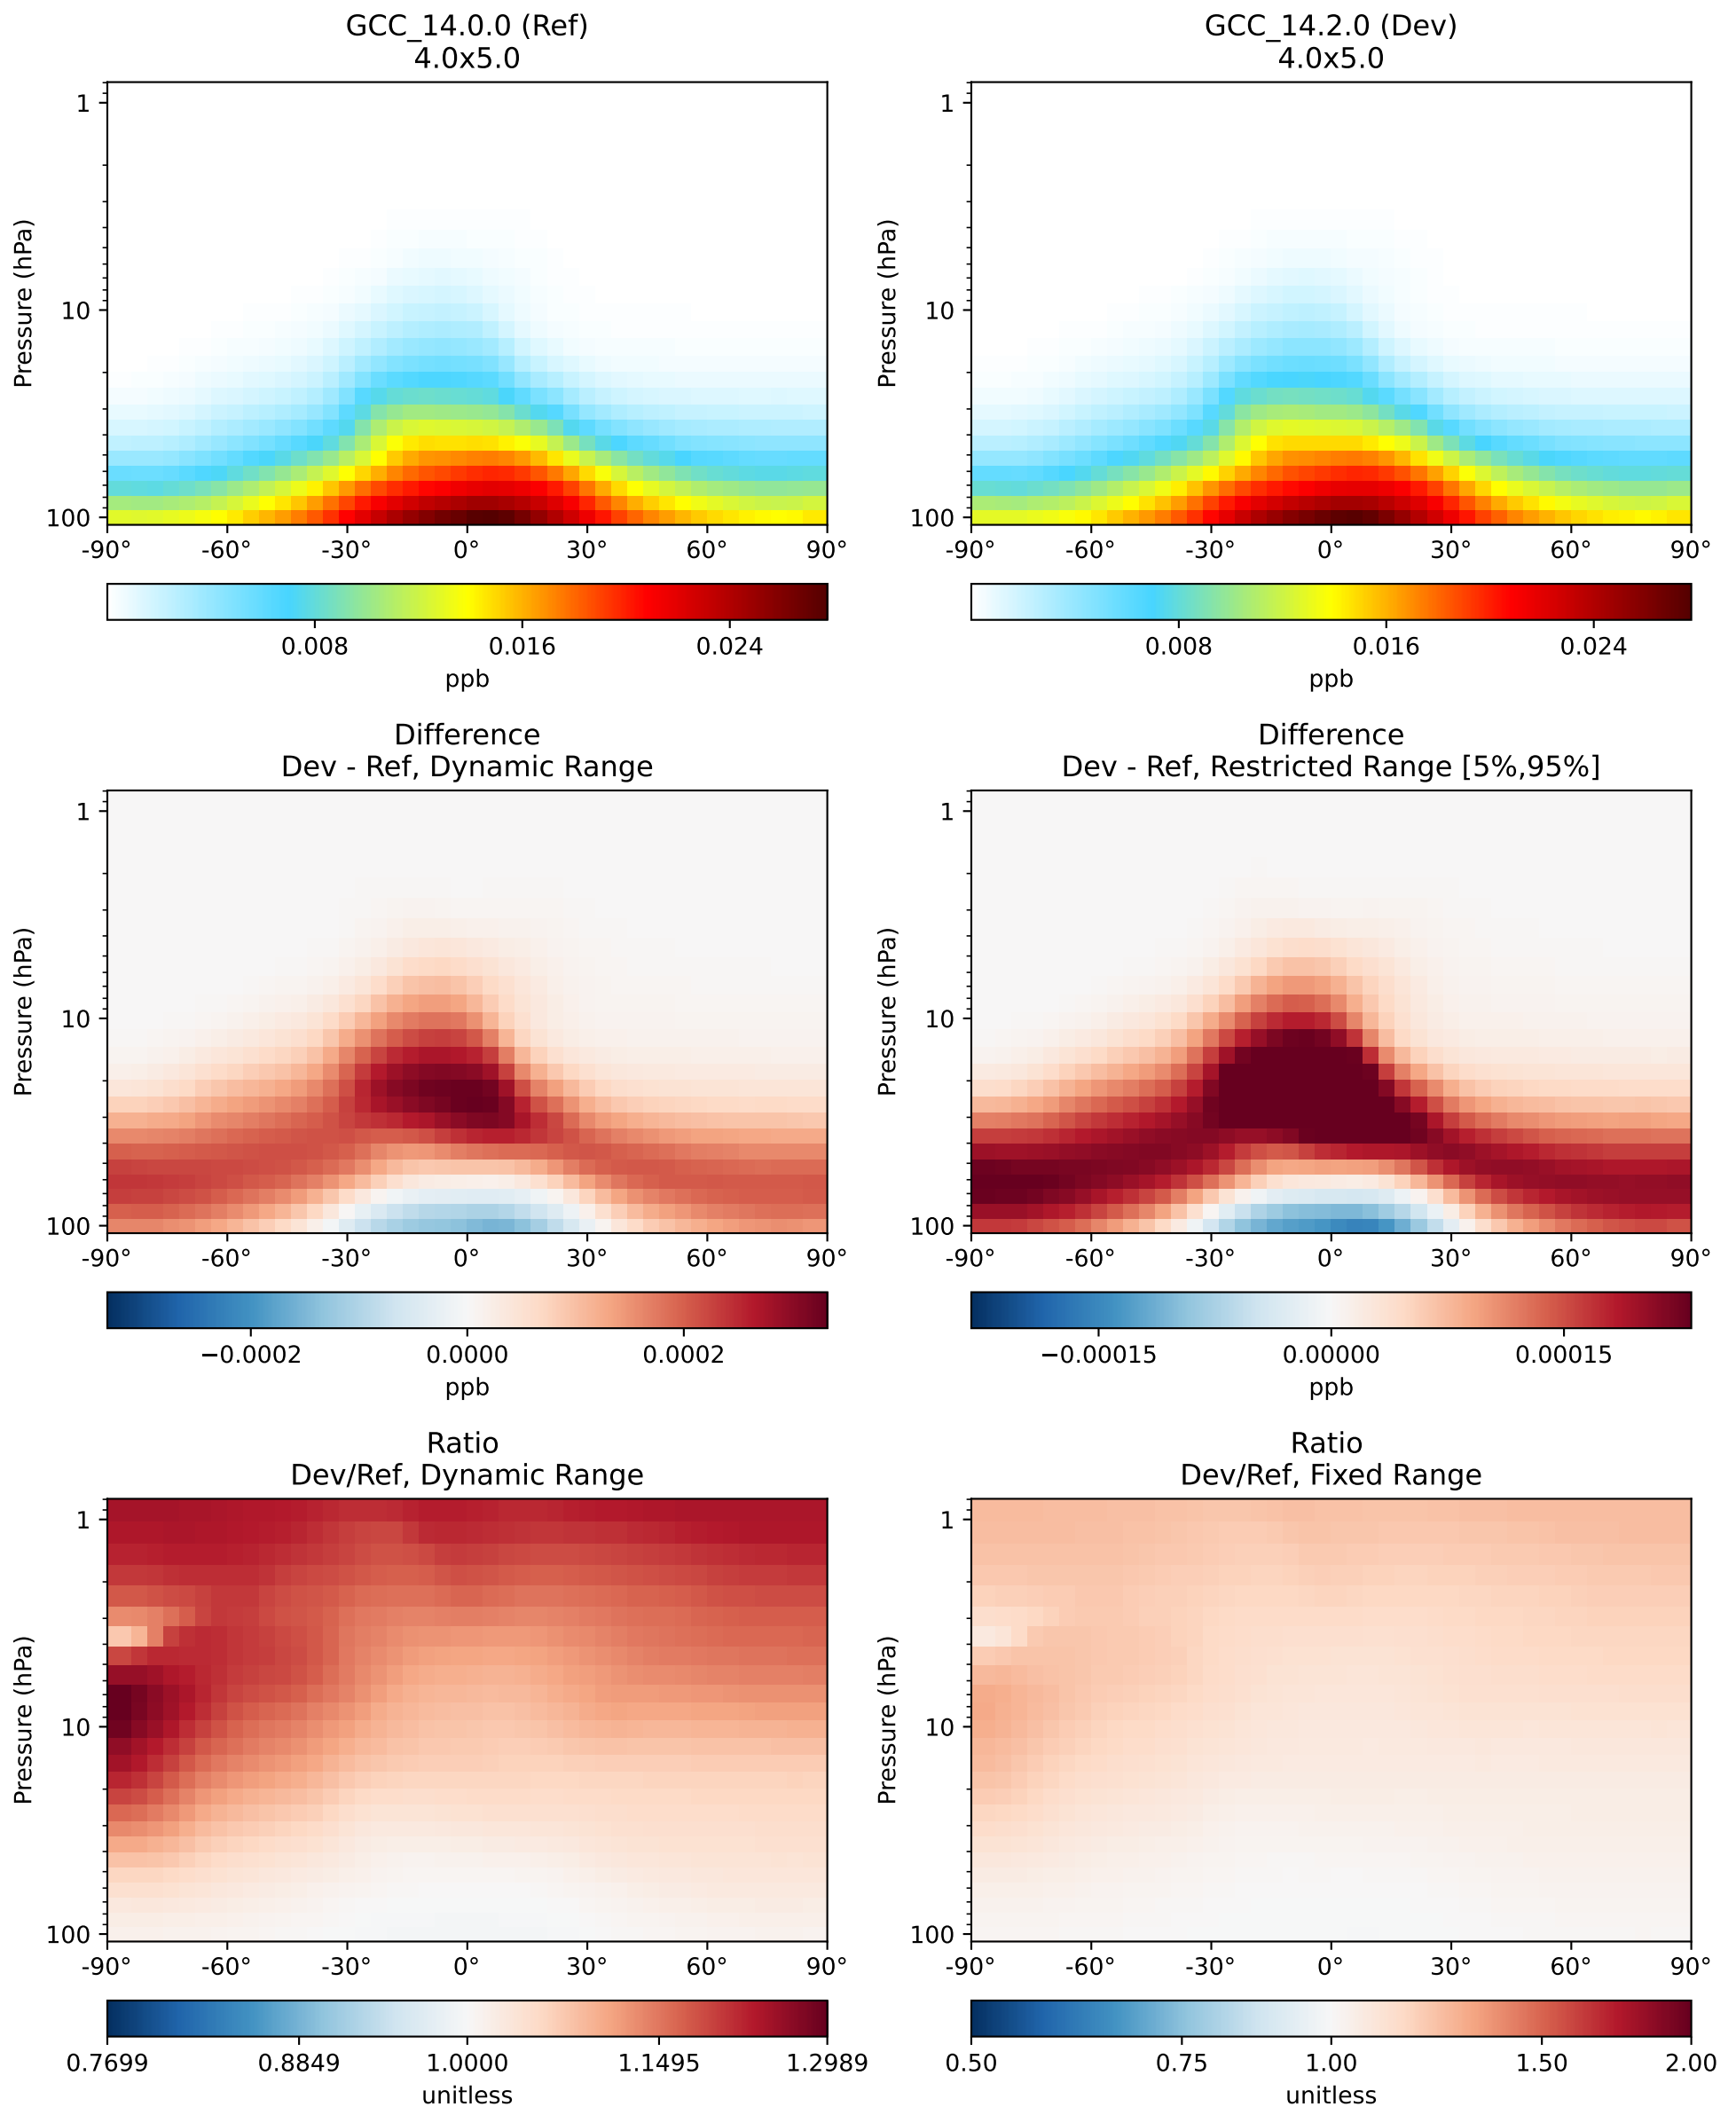 GCC_14.0.0 (Ref)
4.0x5.0
Pressure (hPa)
1
10
100
-90° -60° -30° 0° 30° 60° 90°
0.008 0.016 0.024
ppb
GCC_14.2.0 (Dev)
4.0x5.0
Pressure (hPa)
1
10
100
-90° -60° -30° 0° 30° 60° 90°
0.008 0.016 0.024
ppb
Difference
Dev - Ref, Dynamic Range
Pressure (hPa)
1
10
100
-90° -60° -30° 0° 30° 60° 90°
−0.0002 0.0000 0.0002
ppb
Difference
Dev - Ref, Restricted Range [5%,95%]
Pressure (hPa)
1
10
100
-90° -60° -30° 0° 30° 60° 90°
−0.00015 0.00000 0.00015
ppb
Ratio
Dev/Ref, Dynamic Range
Pressure (hPa)
1
10
100
-90° -60° -30° 0° 30° 60° 90°
0.7699 0.8849 1.0000 1.1495 1.2989
unitless
Ratio
Dev/Ref, Fixed Range
Pressure (hPa)
1
10
100
-90° -60° -30° 0° 30° 60° 90°
0.50 0.75 1.00 1.50 2.00
unitless